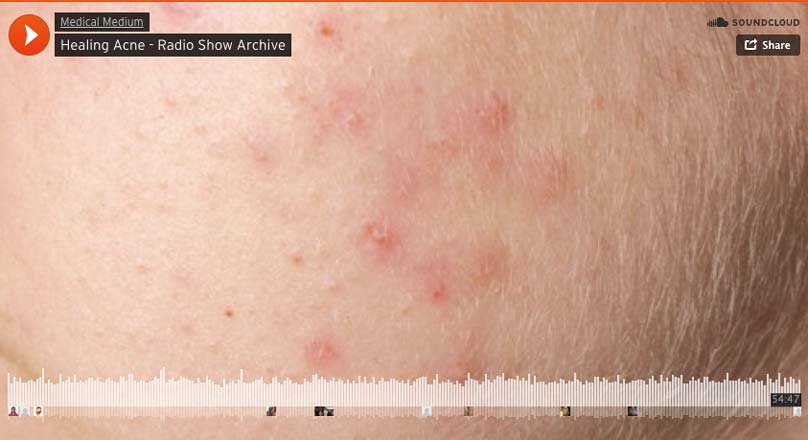 Medical Medium
SOUNDCLOUD
Healing Acne - Radio Show Archive
Share
54:47